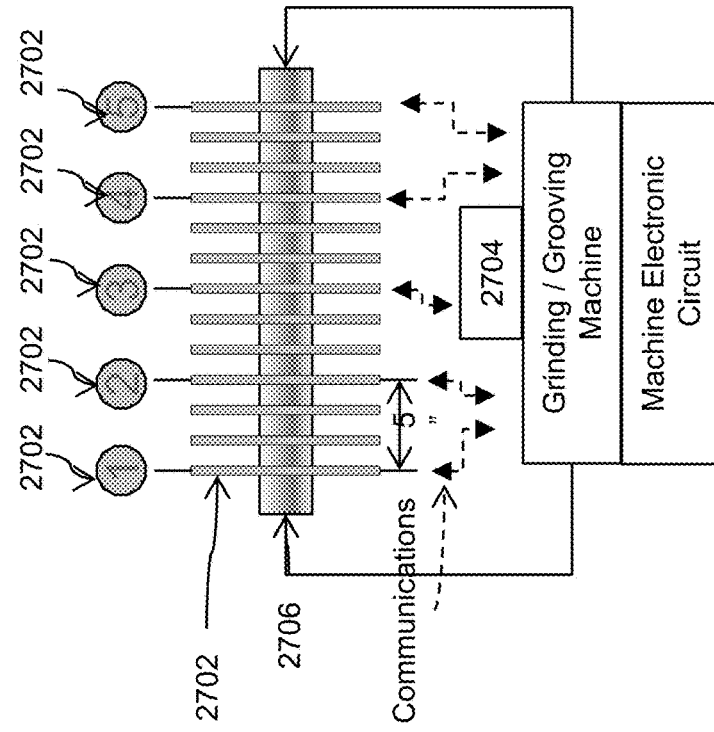 2702 2702 2702 2702 2702
1 2 3 4 5
2702
2706
Communications
5
"
2704
Grinding / Grooving
Machine
Machine Electronic
Circuit